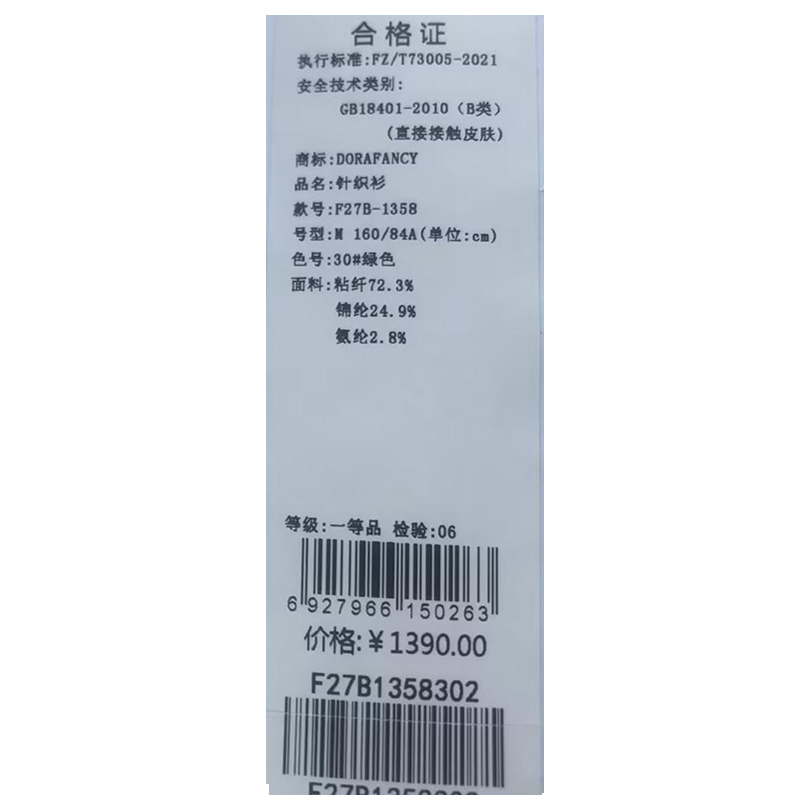 合格证
执行标准:FZ/T73005-2021
安全技术类别:
GB18401-2010（B类）
(直接接触皮肤)
商标:DORAFANCY
品名:针织衫
款号:F27B-1358
号型:M 160/84A(单位:cm)
色号:30#绿色
面料:粘纤72.3%
锦纶24.9%
氨纶2.8%
等级:一等品 检验:06
6 927966 150263
价格:￥1390.00
F27B1358302